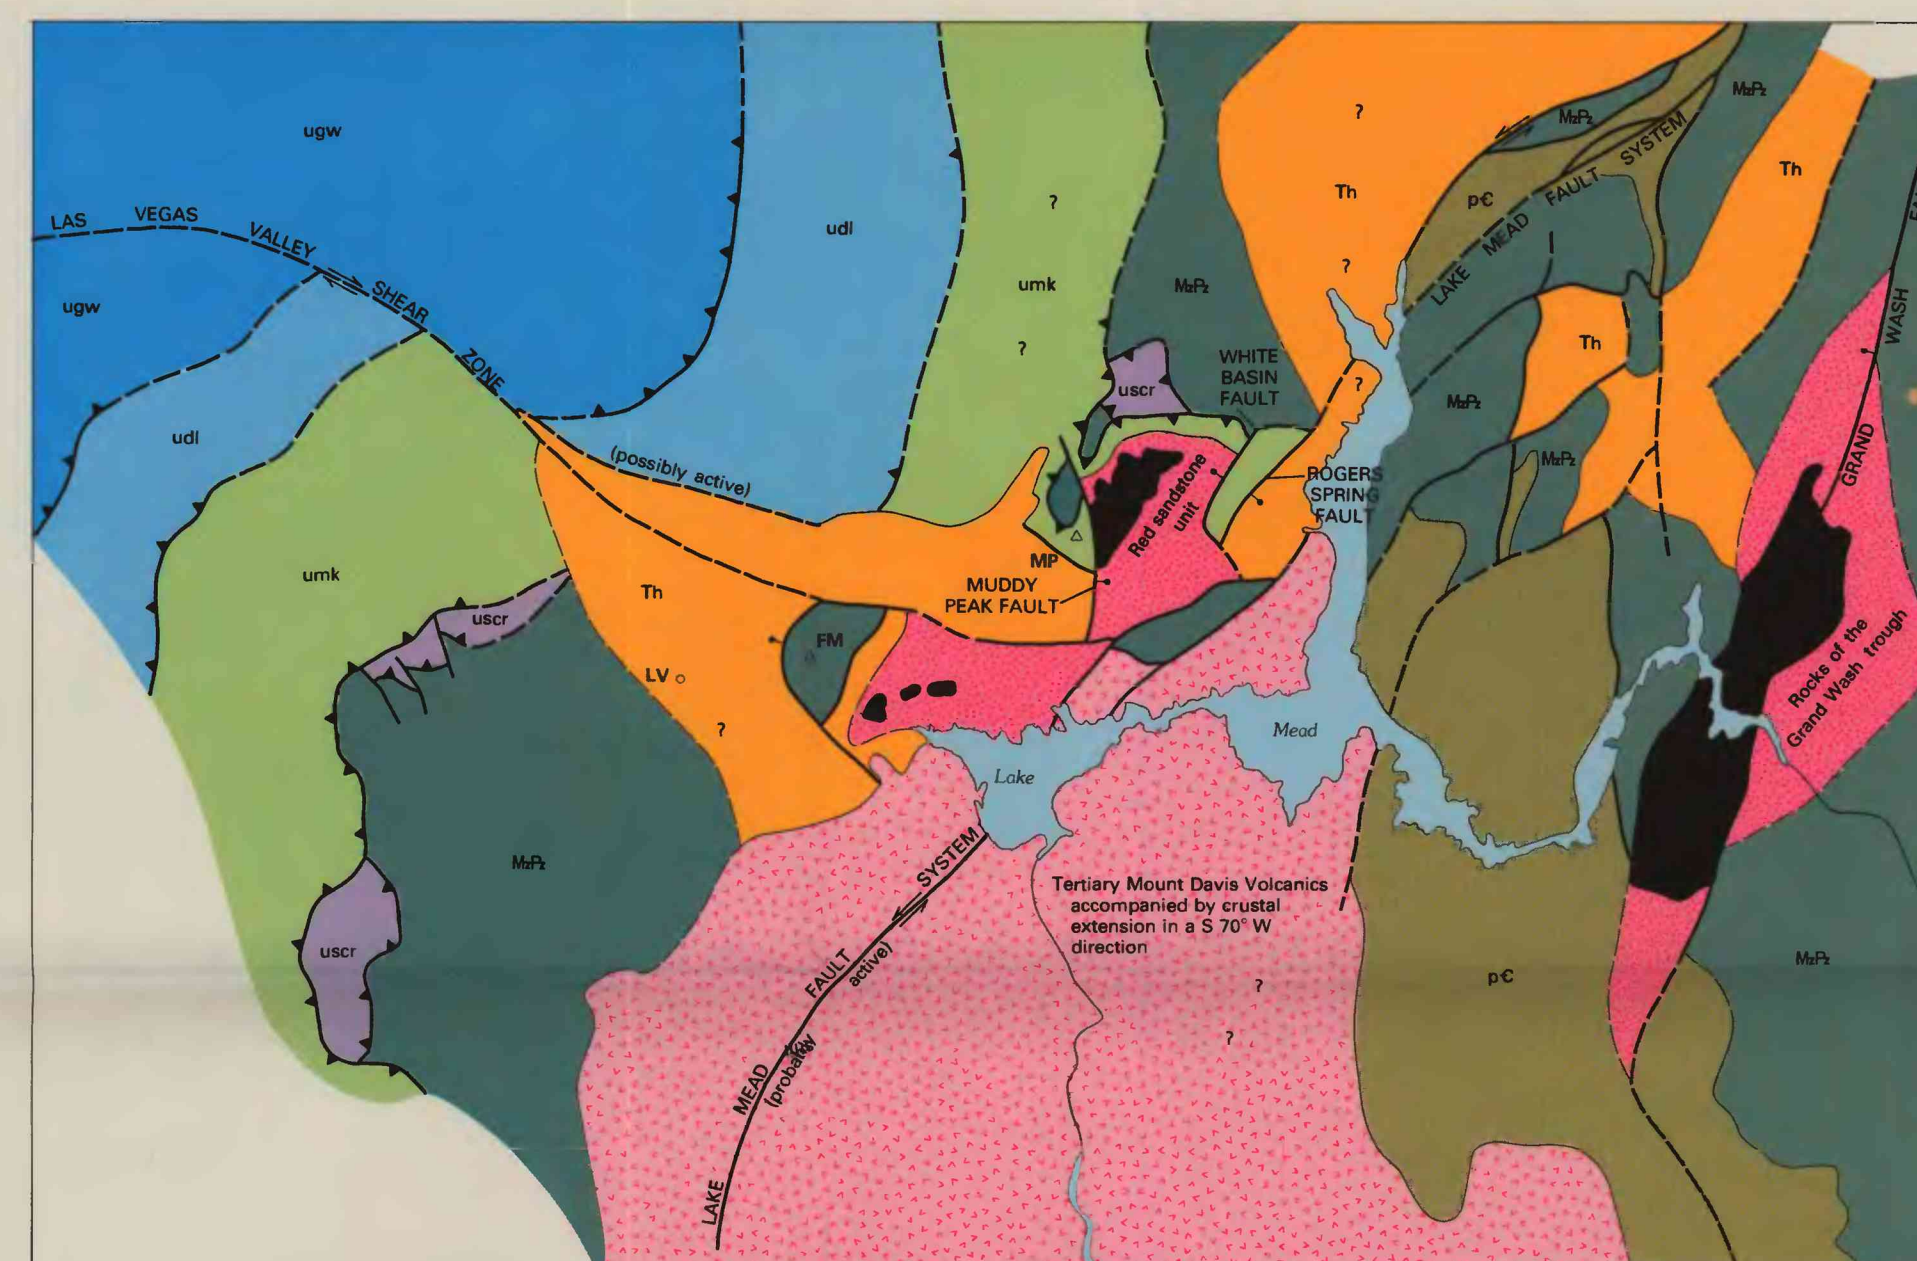 ugw
MzPz
MzPz
?
SYSTEM
Th
?
Th
pЄ
FAULT
MEAD
LAKE
LAS VEGAS VALLEY SHEAR ZONE
udl
umk
?
?
MzPz
ugw
WASH
GRAND
WHITE
BASIN
FAULT
Th
uscr
?
MzPz
udl
(possibly active)
MzPz
Red sandstone
unit
ROGERS
SPRING
FAULT
umk
MP
MUDDY
PEAK FAULT
Th
uscr
FM
LV
?
Rocks of the
Grand Wash trough
Mead
Lake
MzPz
SYSTEM
FAULT
MEAD
LAKE
(probably
active)
Tertiary Mount Davis Volcanics
accompanied by crustal
extension in a S 70° W
direction
uscr
?
?
pЄ
MzPz